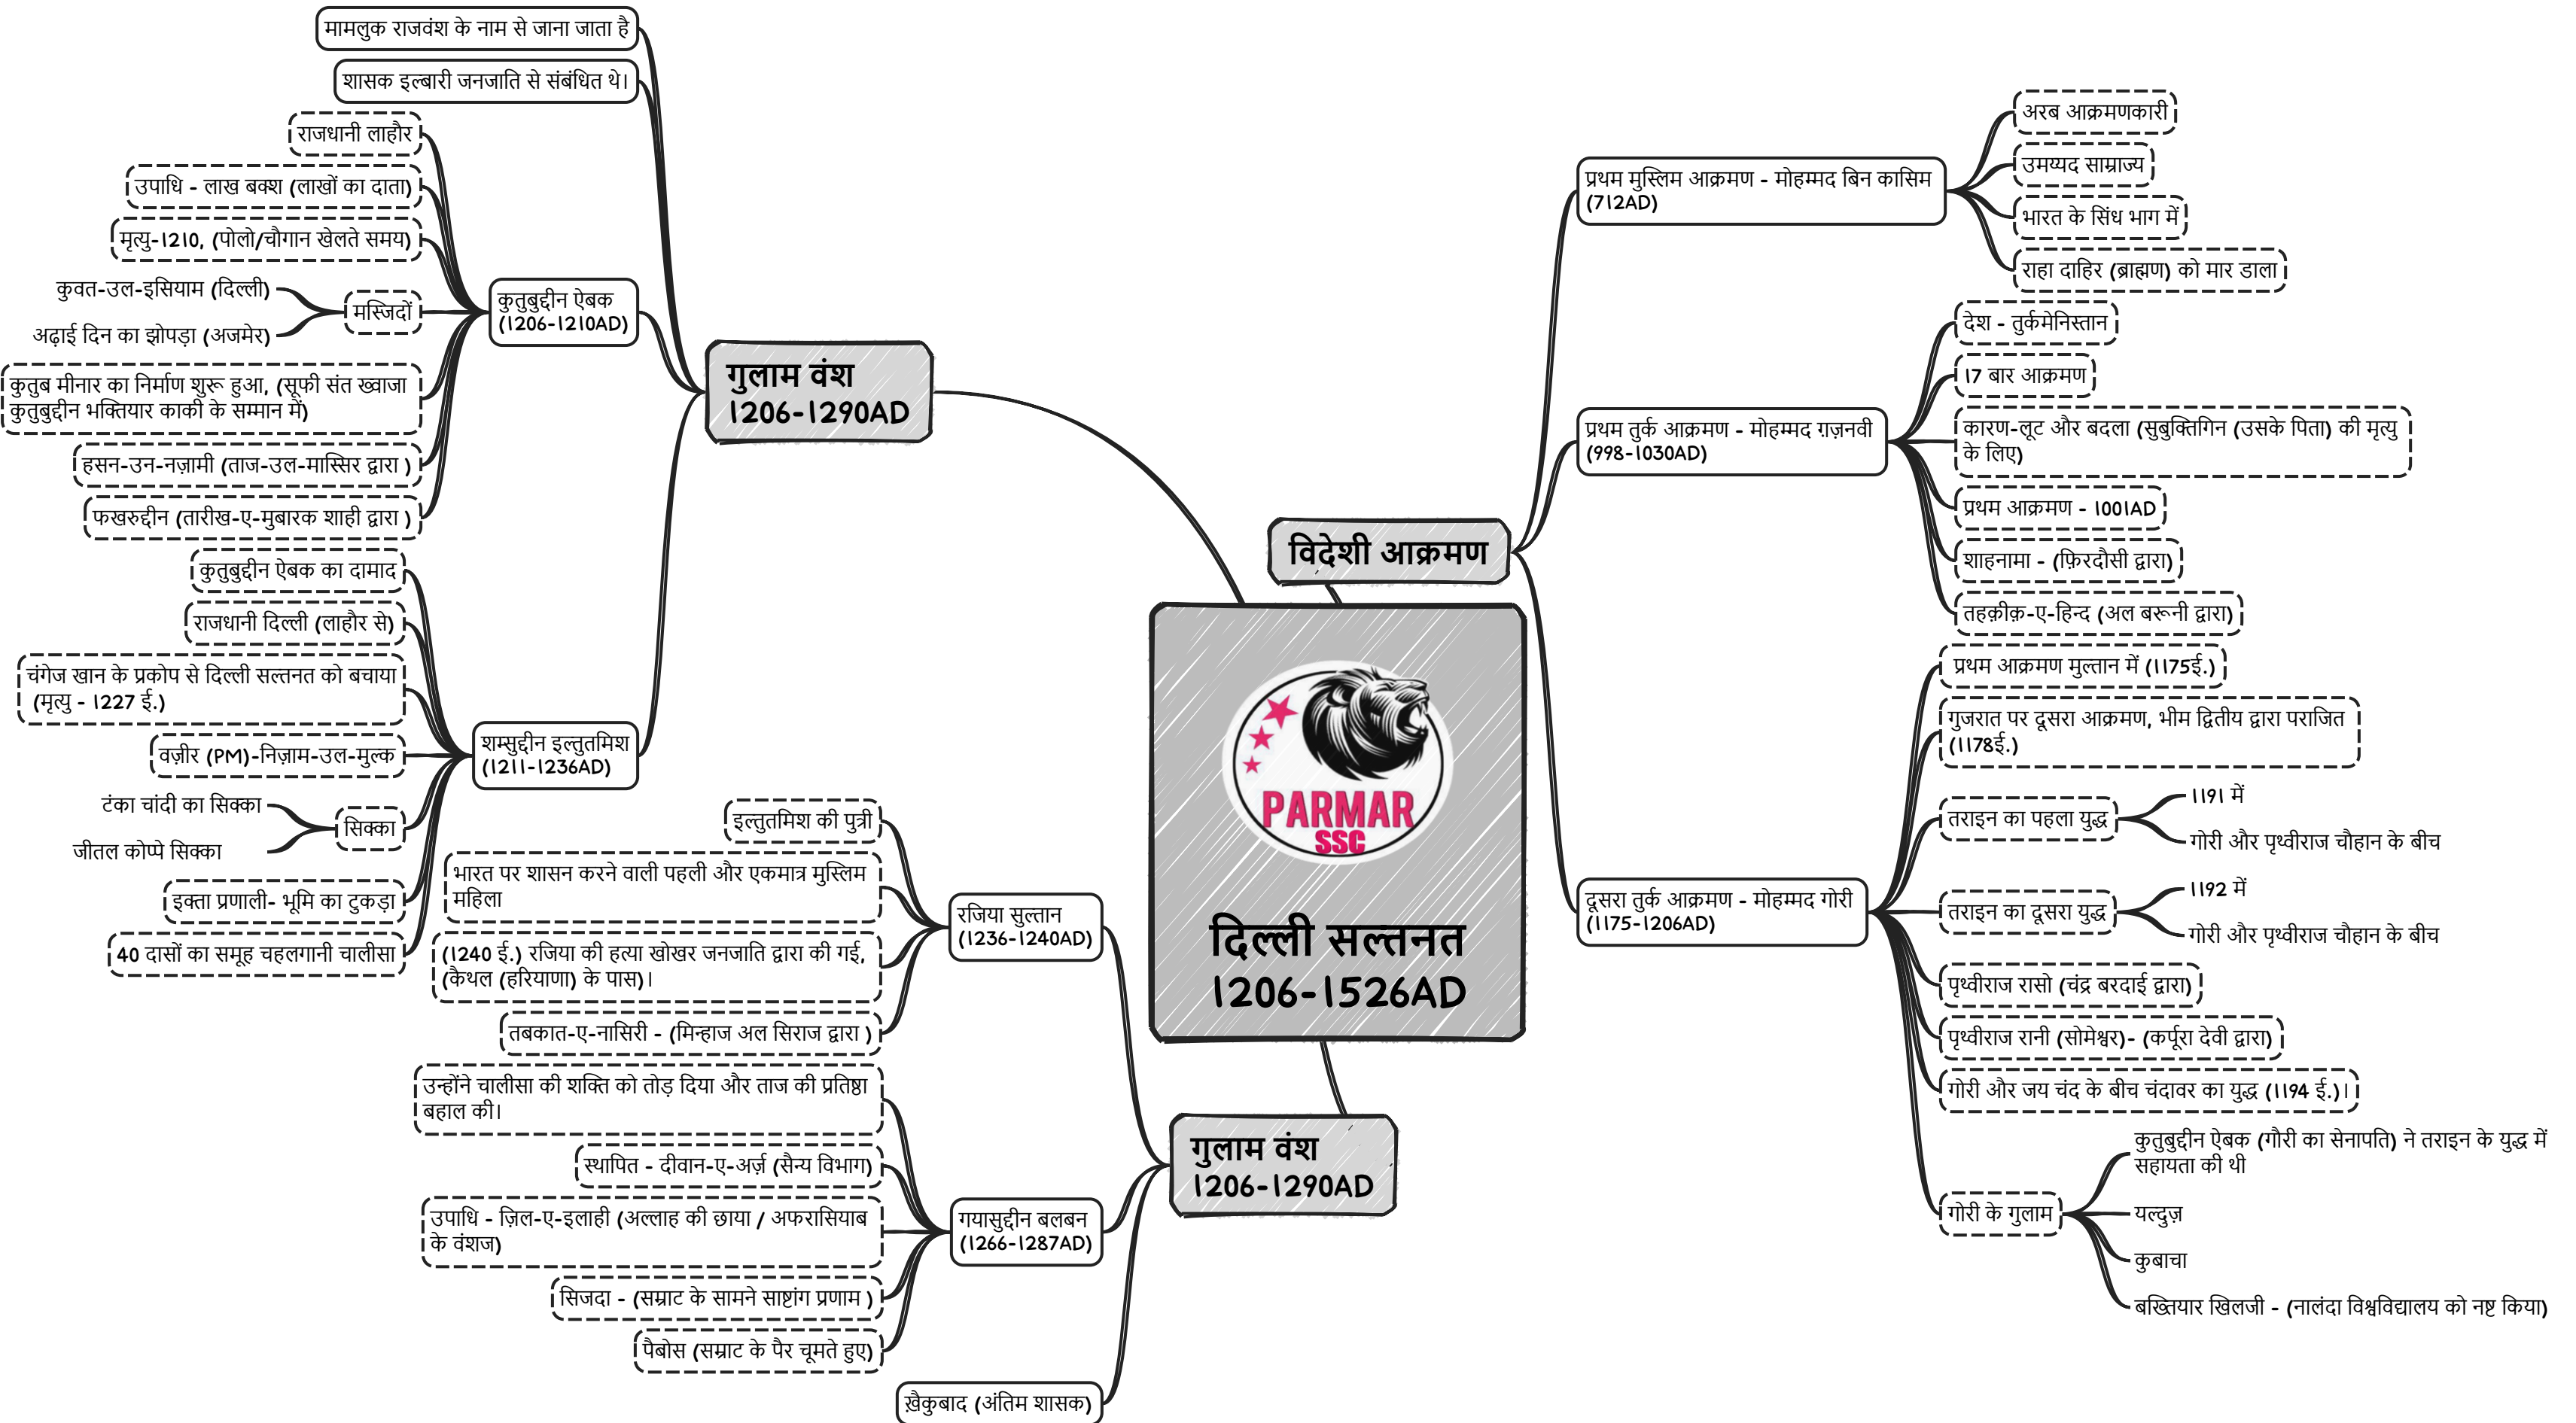 दिल्ली सल्तनत
1206-1526AD
PARMAR
SSC
विदेशी आक्रमण
प्रथम मुस्लिम आक्रमण - मोहम्मद बिन कासिम
(712AD)
अरब आक्रमणकारी
उमय्यद साम्राज्य
भारत के सिंध भाग में
राहा दाहिर (ब्राह्मण) को मार डाला
प्रथम तुर्क आक्रमण - मोहम्मद ग़ज़नवी
(998-1030AD)
देश - तुर्कमेनिस्तान
17 बार आक्रमण
कारण-लूट और बदला (सुबुक्तिगिन (उसके पिता) की मृत्यु
के लिए)
प्रथम आक्रमण - 1001AD
शाहनामा - (फ़िरदौसी द्वारा)
तहक़ीक़-ए-हिन्द (अल बरूनी द्वारा)
दूसरा तुर्क आक्रमण - मोहम्मद गोरी
(1175-1206AD)
प्रथम आक्रमण मुल्तान में (1175ई.)
गुजरात पर दूसरा आक्रमण, भीम द्वितीय द्वारा पराजित
(1178ई.)
तराइन का पहला युद्ध
1191 में
गोरी और पृथ्वीराज चौहान के बीच
तराइन का दूसरा युद्ध
1192 में
गोरी और पृथ्वीराज चौहान के बीच
पृथ्वीराज रासो (चंद्र बरदाई द्वारा)
पृथ्वीराज रानी (सोमेश्वर)- (कर्पूरा देवी द्वारा)
गोरी और जय चंद के बीच चंदावर का युद्ध (1194 ई.)।
गोरी के गुलाम
कुतुबुद्दीन ऐबक (गौरी का सेनापति) ने तराइन के युद्ध में
सहायता की थी
यल्दुज़
कुबाचा
बख्तियार खिलजी - (नालंदा विश्वविद्यालय को नष्ट किया)
गुलाम वंश
1206-1290AD
मामलुक राजवंश के नाम से जाना जाता है
शासक इल्बारी जनजाति से संबंधित थे।
कुतुबुद्दीन ऐबक
(1206-1210AD)
राजधानी लाहौर
उपाधि - लाख बक्श (लाखों का दाता)
मृत्यु-1210, (पोलो/चौगान खेलते समय)
मस्जिदों
कुवत-उल-इसियाम (दिल्ली)
अढ़ाई दिन का झोपड़ा (अजमेर)
कुतुब मीनार का निर्माण शुरू हुआ, (सूफी संत ख्वाजा
कुतुबुद्दीन भक्तियार काकी के सम्मान में)
हसन-उन-नज़ामी (ताज-उल-मास्सिर द्वारा )
फखरुद्दीन (तारीख-ए-मुबारक शाही द्वारा )
शम्सुद्दीन इल्तुतमिश
(1211-1236AD)
कुतुबुद्दीन ऐबक का दामाद
राजधानी दिल्ली (लाहौर से)
चंगेज खान के प्रकोप से दिल्ली सल्तनत को बचाया
(मृत्यु - 1227 ई.)
वज़ीर (PM)-निज़ाम-उल-मुल्क
सिक्का
टंका चांदी का सिक्का
जीतल कोप्पे सिक्का
इक्ता प्रणाली- भूमि का टुकड़ा
40 दासों का समूह चहलगानी चालीसा
गुलाम वंश
1206-1290AD
रजिया सुल्तान
(1236-1240AD)
इल्तुतमिश की पुत्री
भारत पर शासन करने वाली पहली और एकमात्र मुस्लिम
महिला
(1240 ई.) रजिया की हत्या खोखर जनजाति द्वारा की गई,
(कैथल (हरियाणा) के पास)।
तबकात-ए-नासिरी - (मिन्हाज अल सिराज द्वारा )
गयासुद्दीन बलबन
(1266-1287AD)
उन्होंने चालीसा की शक्ति को तोड़ दिया और ताज की प्रतिष्ठा
बहाल की।
स्थापित - दीवान-ए-अर्ज़ (सैन्य विभाग)
उपाधि - ज़िल-ए-इलाही (अल्लाह की छाया / अफरासियाब
के वंशज)
सिजदा - (सम्राट के सामने साष्टांग प्रणाम )
पैबोस (सम्राट के पैर चूमते हुए)
ख़ैकुबाद (अंतिम शासक)